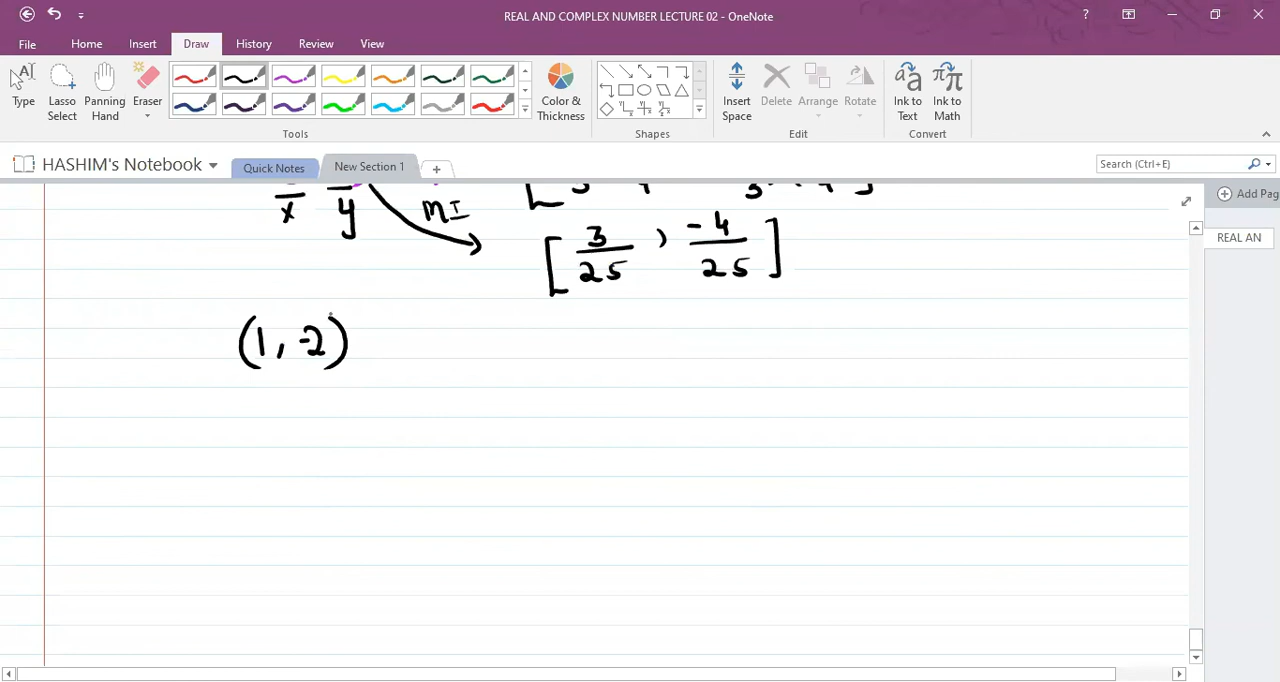 REAL AND COMPLEX NUMBER LECTURE 02 - OneNote
File Home Insert Draw History Review View
Type Lasso Select Panning Hand Eraser Color & Thickness Insert Space Delete Arrange Rotate Ink to Text Ink to Math
Tools Shapes Edit Convert
HASHIM's Notebook Quick Notes New Section 1 Search (Ctrl+E)
Add Pag
REAL AN
x y mI
[3/25 , -4/25]
(1, -2)